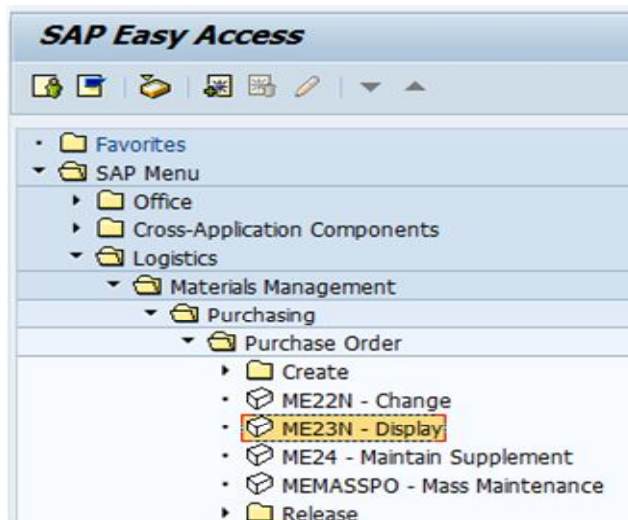 SAP Easy Access
Favorites
SAP Menu
Office
Cross-Application Components
Logistics
Materials Management
Purchasing
Purchase Order
Create
ME22N - Change
ME23N - Display
ME24 - Maintain Supplement
MEMASSPO - Mass Maintenance
Release